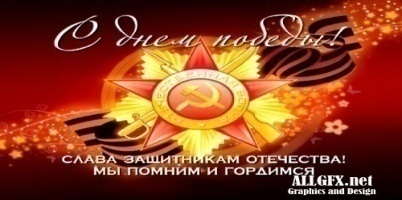 С днем победы!
СЛАВА ЗАЩИТНИКАМ ОТЕЧЕСТВА!
МЫ ПОМНИМ И ГОРДИМСЯ
ALLGFX.net
Graphics and Design